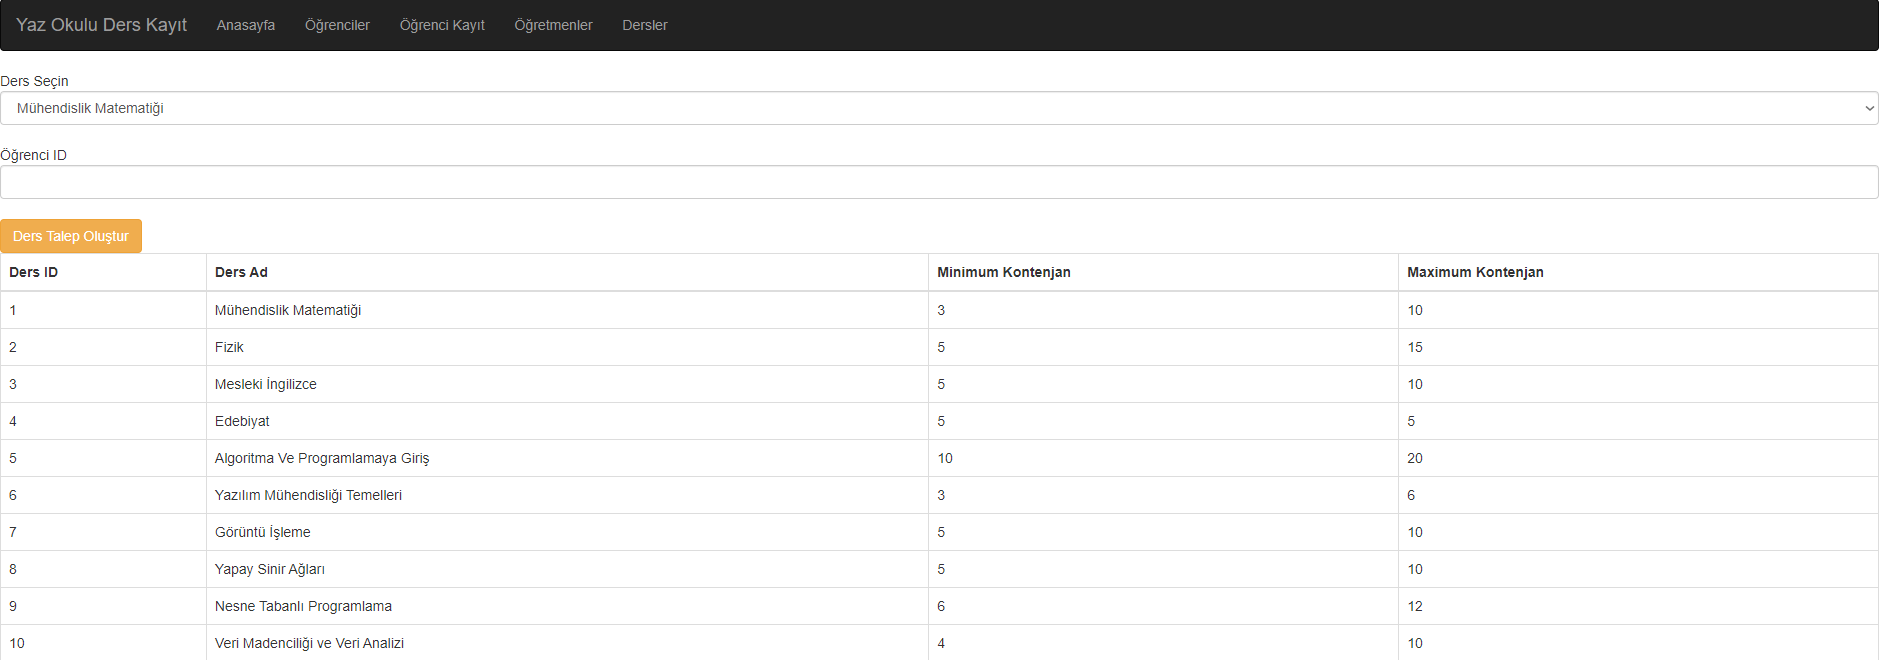 Yaz Okulu Ders Kayıt Anasayfa Öğrenciler Öğrenci Kayıt Öğretmenler Dersler
Ders Seçin
Mühendislik Matematiği
Öğrenci ID
Ders Talep Oluştur
Ders ID Ders Ad Minimum Kontenjan Maximum Kontenjan
1 Mühendislik Matematiği 3 10
2 Fizik 5 15
3 Mesleki İngilizce 5 10
4 Edebiyat 5 5
5 Algoritma Ve Programlamaya Giriş 10 20
6 Yazılım Mühendisliği Temelleri 3 6
7 Görüntü İşleme 5 10
8 Yapay Sinir Ağları 5 10
9 Nesne Tabanlı Programlama 6 12
10 Veri Madenciliği ve Veri Analizi 4 10